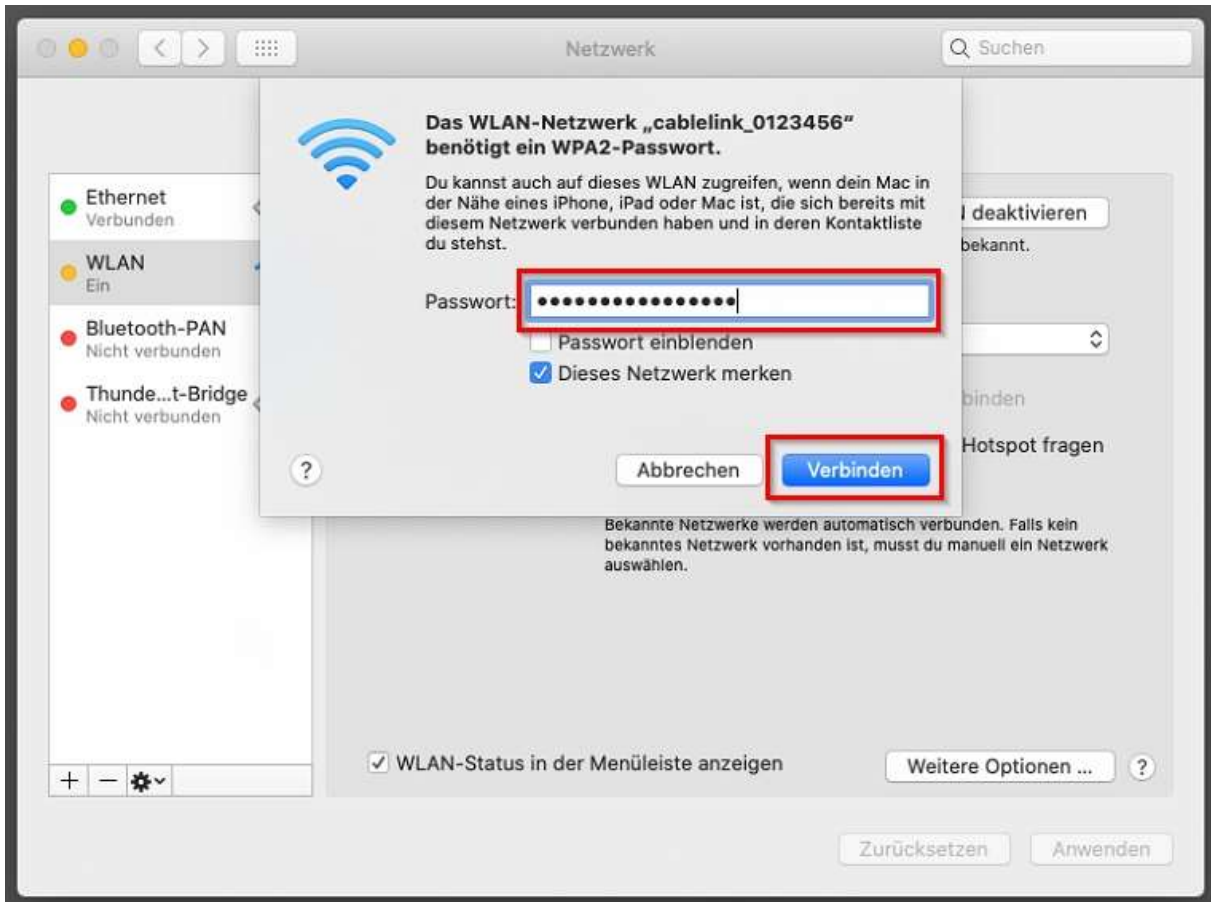 Netzwerk
Suchen
Das WLAN-Netzwerk „cablelink_0123456“
benötigt ein WPA2-Passwort.
Du kannst auch auf dieses WLAN zugreifen, wenn dein Mac in
der Nähe eines iPhone, iPad oder Mac ist, die sich bereits mit
diesem Netzwerk verbunden haben und in deren Kontaktliste
du stehst.
Passwort: ••••••••••••••••
Passwort einblenden
Dieses Netzwerk merken
?
Abbrechen
Verbinden
Ethernet
Verbunden
WLAN
Ein
Bluetooth-PAN
Nicht verbunden
Thunde...t-Bridge
Nicht verbunden
deaktivieren
bekannt.
binden
Hotspot fragen
Bekannte Netzwerke werden automatisch verbunden. Falls kein
bekanntes Netzwerk vorhanden ist, musst du manuell ein Netzwerk
auswählen.
WLAN-Status in der Menüleiste anzeigen
Weitere Optionen ...
?
Zurücksetzen
Anwenden